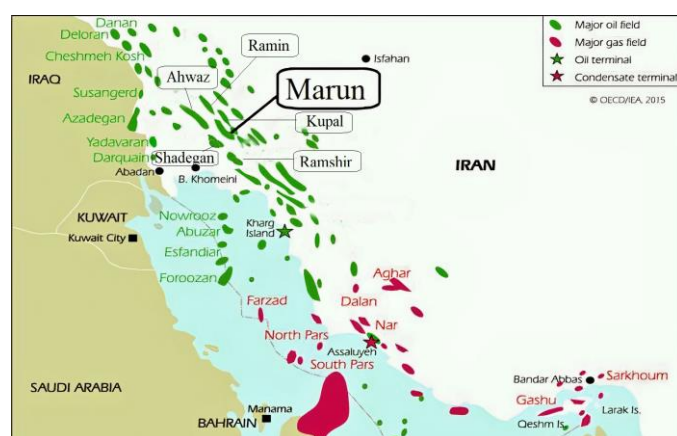 Danan
Deloran
Cheshmeh Kosh
IRAQ
Susangerd
Azadegan
Yadavaran
Darquain
Abadan
B. Khomeini
Ahwaz
Ramin
Marun
Kupal
Shadegan
Ramshir
Isfahan
IRAN
Major oil field
Major gas field
Oil terminal
Condensate terminal
© OECD/IEA, 2015
KUWAIT
Kuwait City
Nowrooz
Abuzar
Esfandiar
Foroozan
Kharg
Island
Farzad
North Pars
South Pars
Aghar
Dalan
Nar
Assaluyeh
SAUDI ARABIA
BAHRAIN
Manama
Bandar Abbas
Sarkhoum
Gashu
Qeshm Is.
Larak Is.